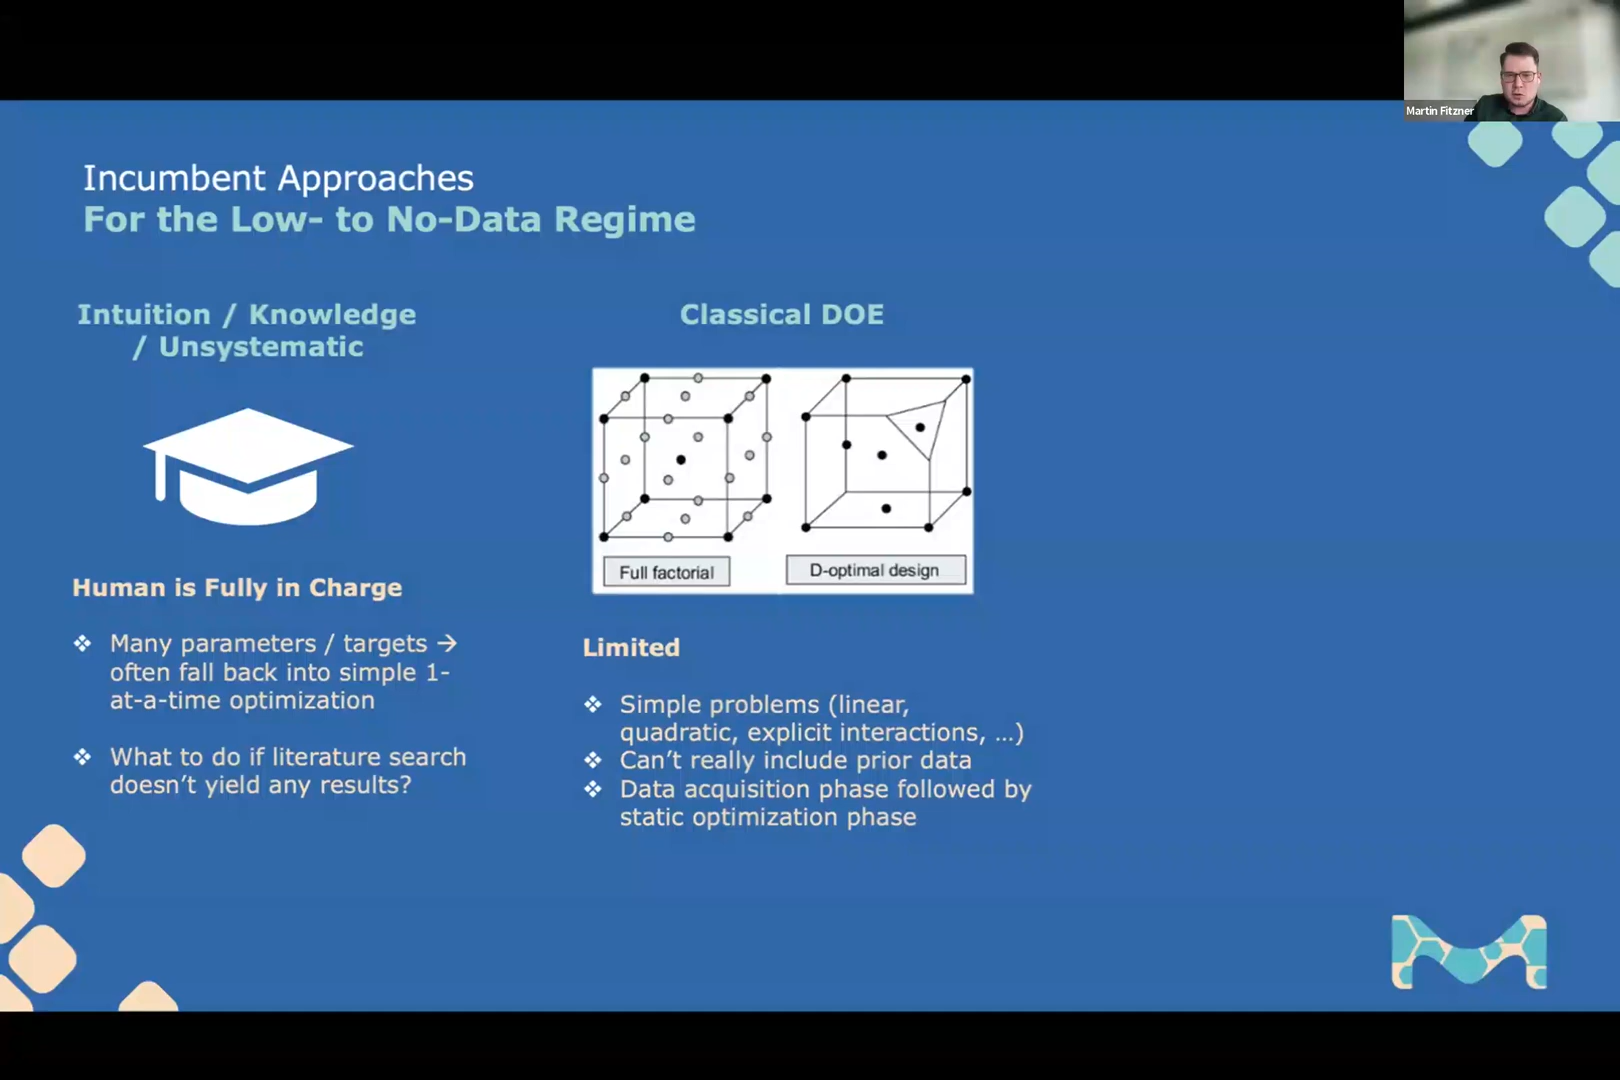 Martin Fitzner
Incumbent Approaches
For the Low- to No-Data Regime
Intuition / Knowledge
/ Unsystematic
Human is Fully in Charge
❖ Many parameters / targets →
often fall back into simple 1-
at-a-time optimization
❖ What to do if literature search
doesn’t yield any results?
Classical DOE
Full factorial
D-optimal design
Limited
❖ Simple problems (linear,
quadratic, explicit interactions, …)
❖ Can’t really include prior data
❖ Data acquisition phase followed by
static optimization phase